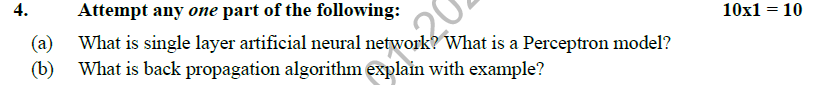 4. Attempt any one part of the following: 10x1 = 10
(a) What is single layer artificial neural network? What is a Perceptron model?
(b) What is back propagation algorithm explain with example?